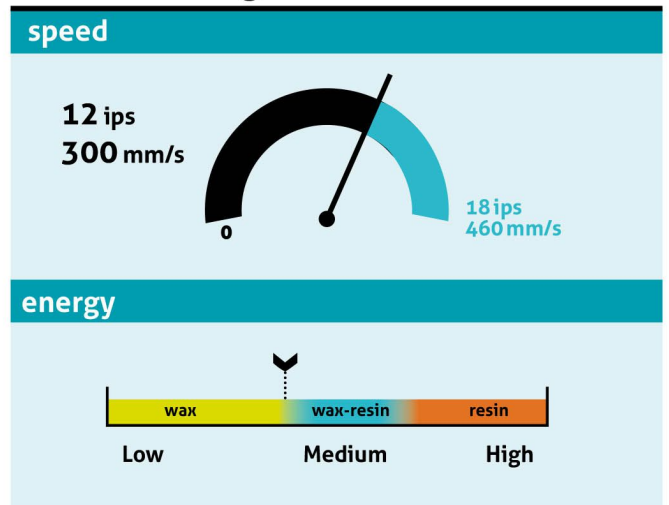 speed
12 ips
300 mm/s
0
18 ips
460 mm/s
energy
wax wax-resin resin
Low Medium High